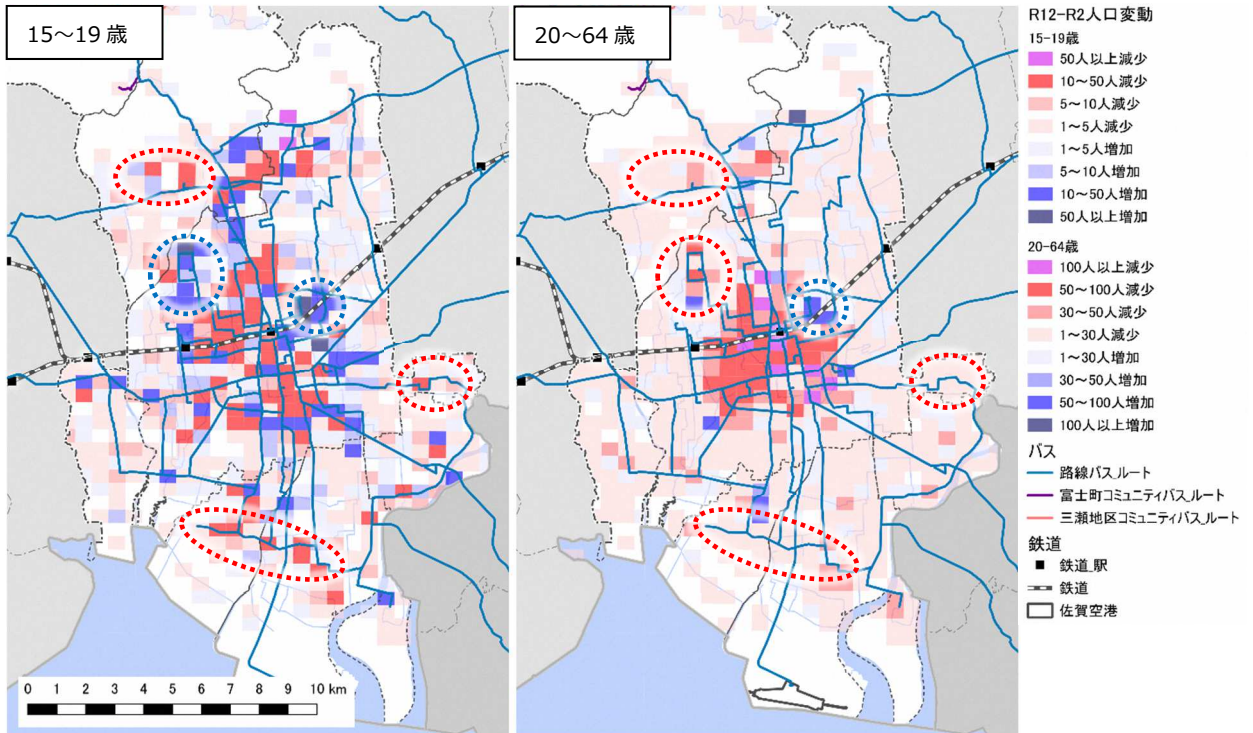 15～19歳
20～64歳
R12-R2人口変動
15-19歳
50人以上減少
10～50人減少
5～10人減少
1～5人減少
1～5人増加
5～10人増加
10～50人増加
50人以上増加
20-64歳
100人以上減少
50～100人減少
30～50人減少
1～30人減少
1～30人増加
30～50人増加
50～100人増加
100人以上増加
バス
路線バス_ルート
富士町コミュニティバス_ルート
三瀬地区コミュニティバス_ルート
鉄道
鉄道_駅
鉄道
佐賀空港
0 1 2 3 4 5 6 7 8 9 10 km